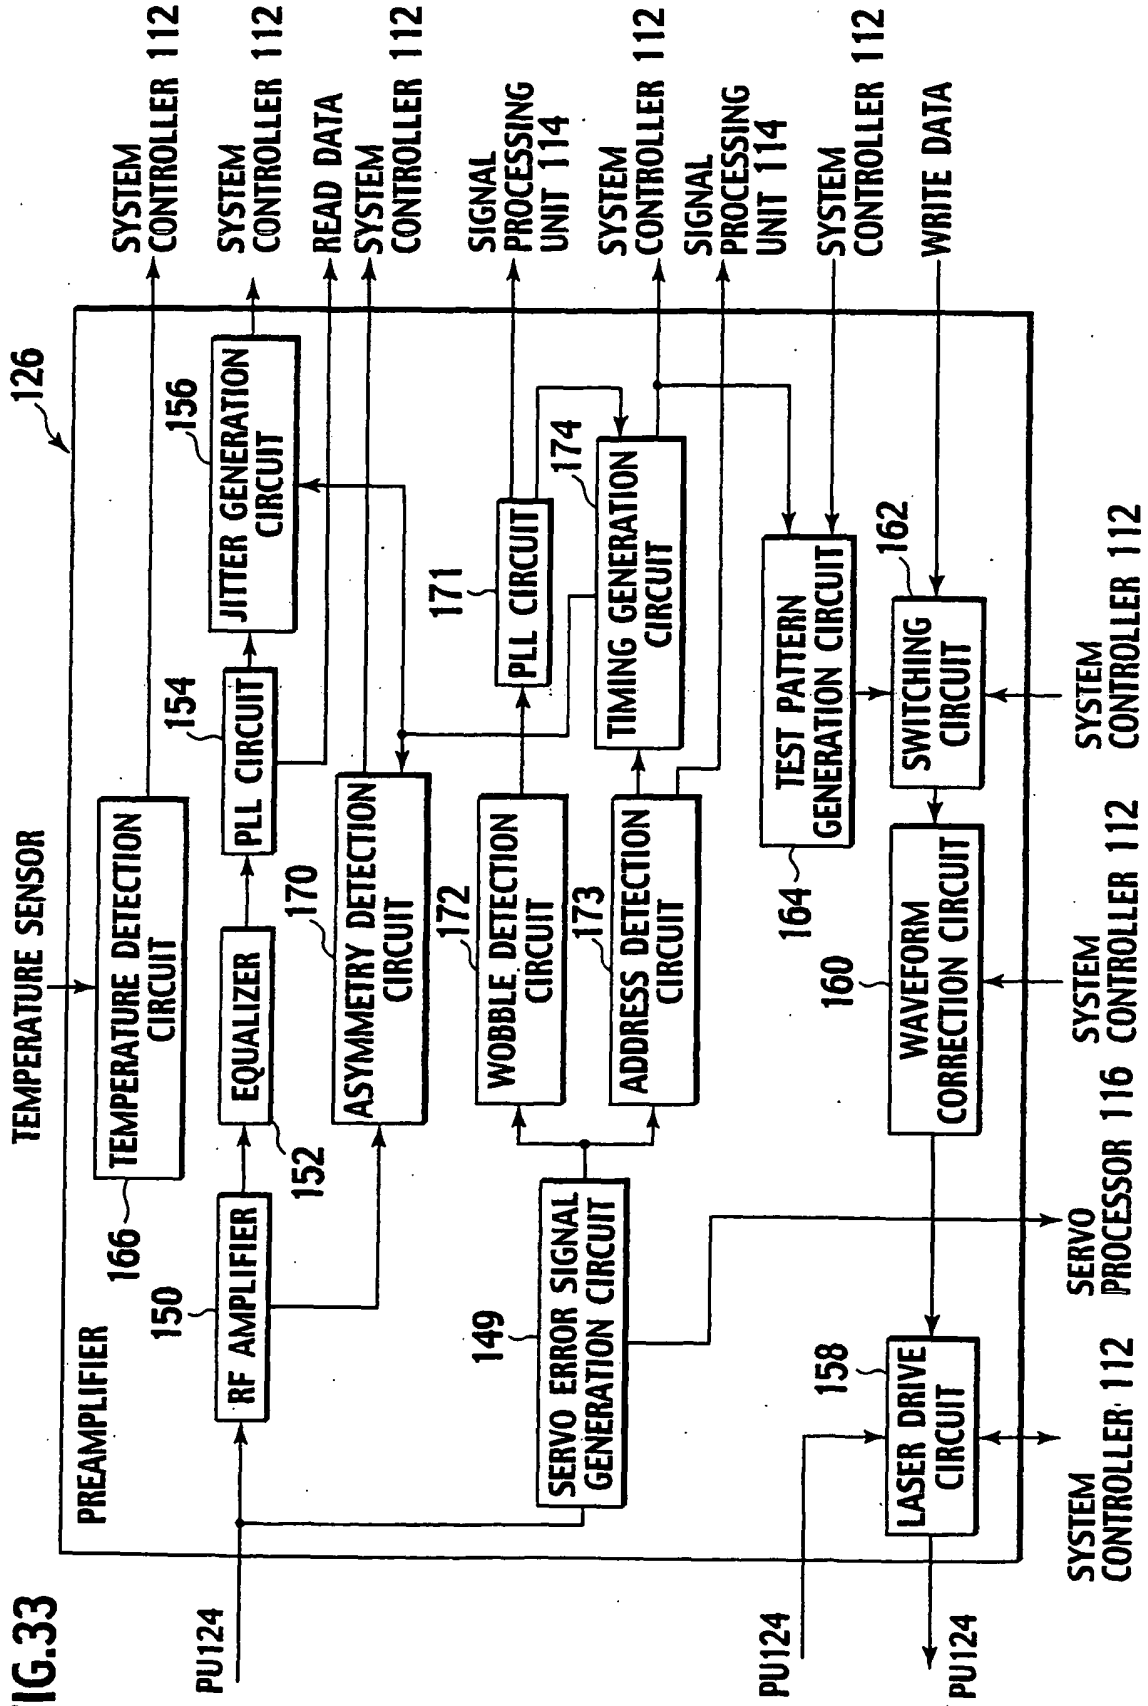 FIG.33
PREAMPLIFIER
126
TEMPERATURE SENSOR
TEMPERATURE DETECTION
CIRCUIT
166
SYSTEM
CONTROLLER 112
PU124
RF AMPLIFIER
150
EQUALIZER
152
PLL CIRCUIT
154
JITTER GENERATION
CIRCUIT
156
SYSTEM
CONTROLLER 112
READ DATA
ASYMMETRY DETECTION
CIRCUIT
170
SYSTEM
CONTROLLER 112
SERVO ERROR SIGNAL
GENERATION CIRCUIT
149
WOBBLE DETECTION
CIRCUIT
172
PLL CIRCUIT
171
SIGNAL
PROCESSING
UNIT 114
ADDRESS DETECTION
CIRCUIT
173
TIMING GENERATION
CIRCUIT
174
SYSTEM
CONTROLLER 112
SIGNAL
PROCESSING
UNIT 114
TEST PATTERN
GENERATION CIRCUIT
164
SYSTEM
CONTROLLER 112
PU124
LASER DRIVE
CIRCUIT
158
WAVEFORM
CORRECTION CIRCUIT
160
SWITCHING
CIRCUIT
162
WRITE DATA
PU124
SYSTEM
CONTROLLER 112
SERVO
PROCESSOR 116
SYSTEM
CONTROLLER 112
SYSTEM
CONTROLLER 112